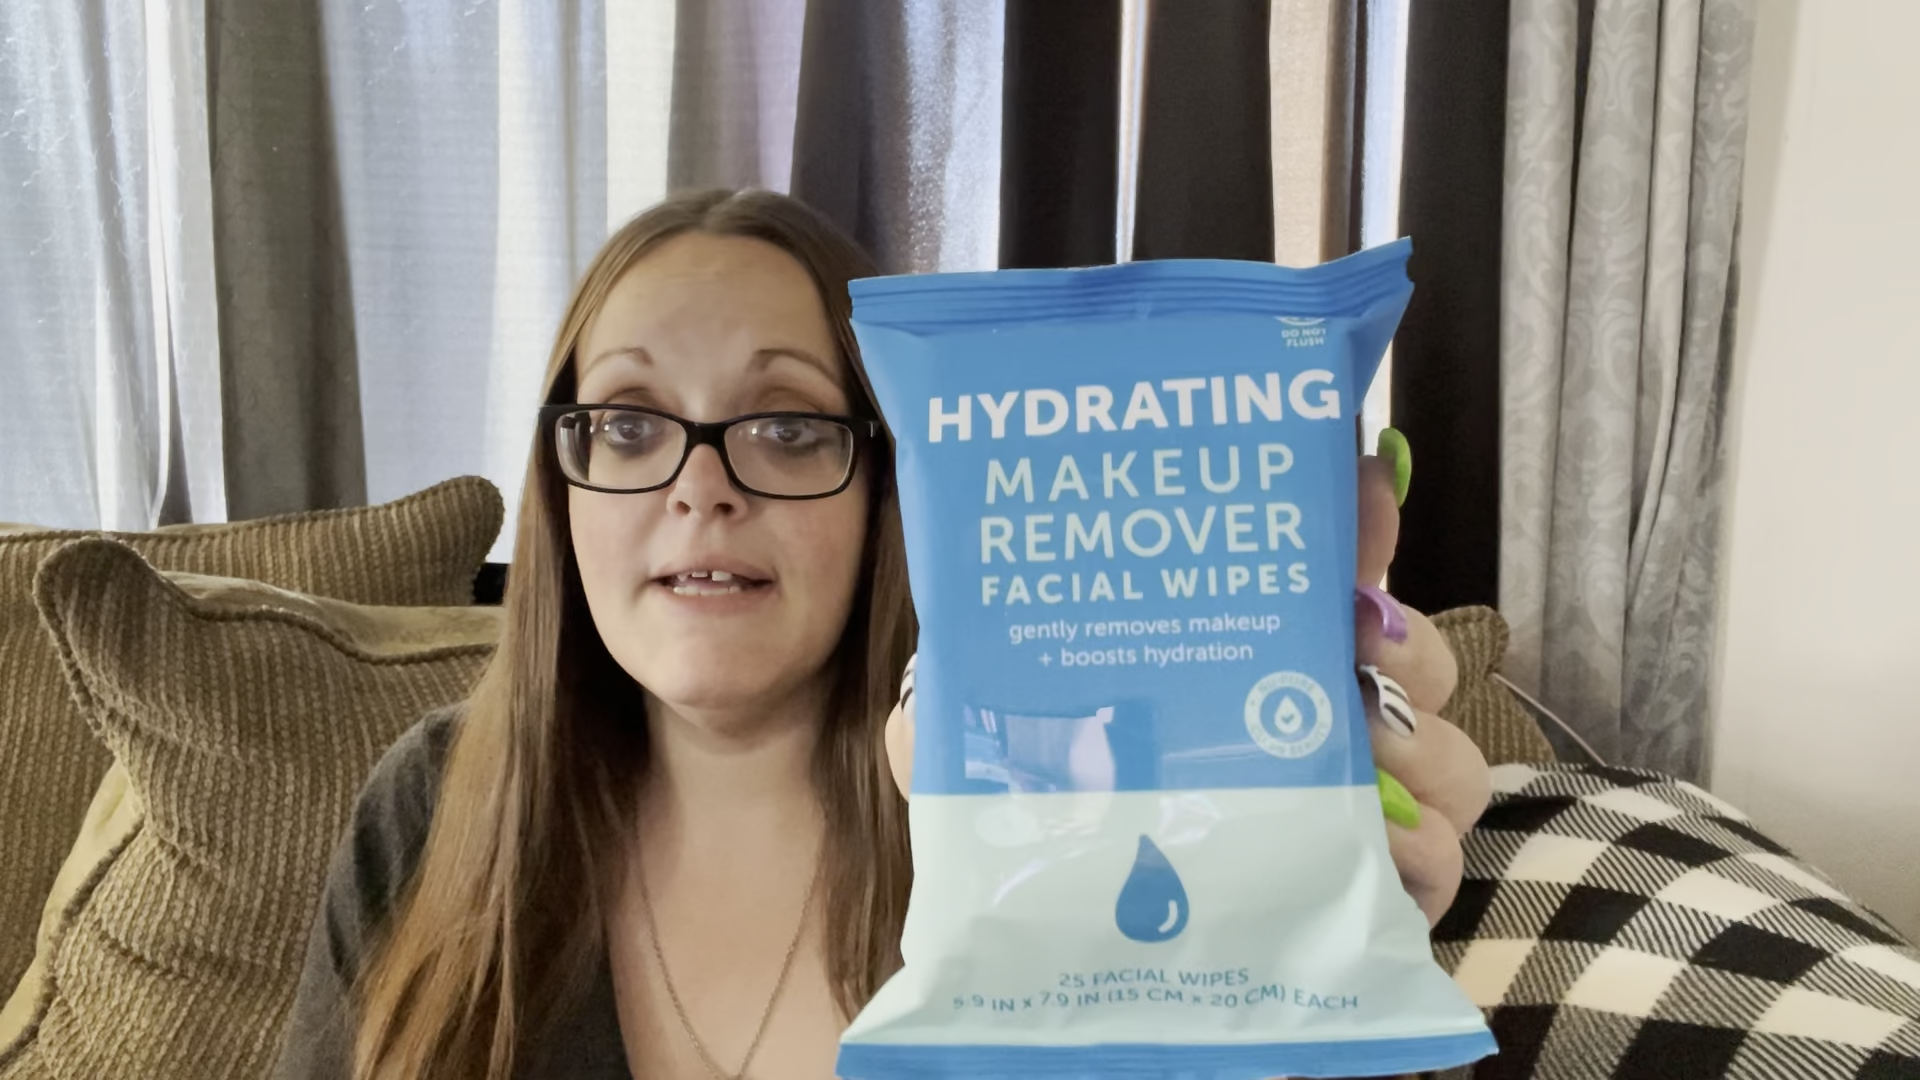 DO NOT
FLUSH
HYDRATING
MAKEUP
REMOVER
FACIAL WIPES
gently removes makeup
+ boosts hydration
25 FACIAL WIPES
5.9 IN x 7.9 IN (15 CM x 20 CM) EACH